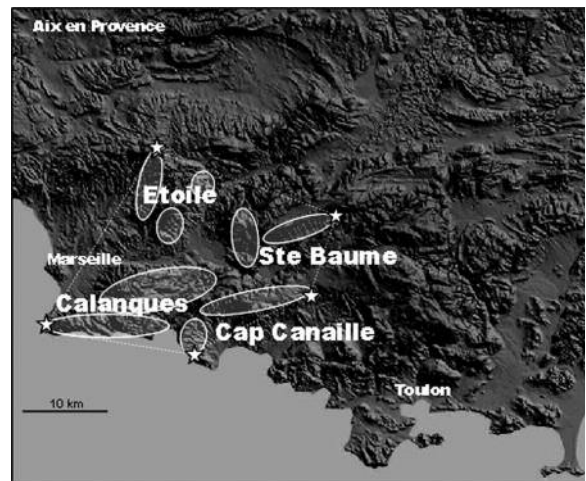 Aix en Provence
Etoile
Ste Baume
Marseille
Calanques
Cap Canaille
Toulon
10 km